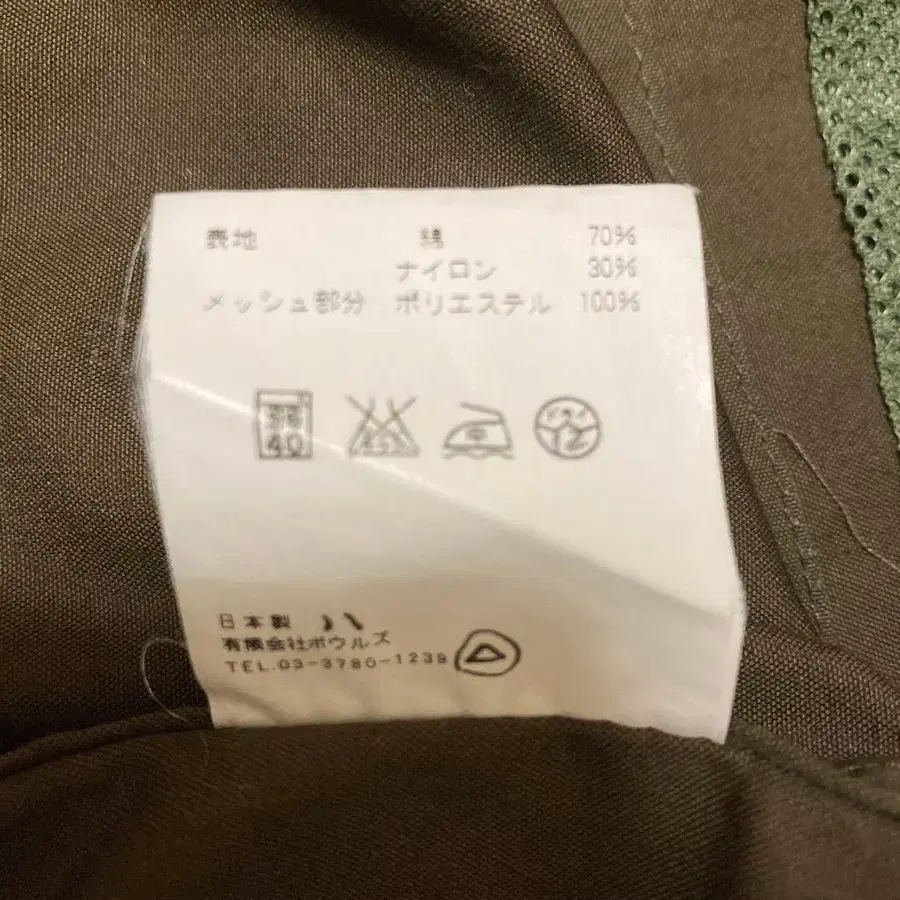 表地 綿 70%
ナイロン 30%
メッシュ部分 ポリエステル 100%
40
日本製
有限会社ボウルズ
TEL.03-3780-1239